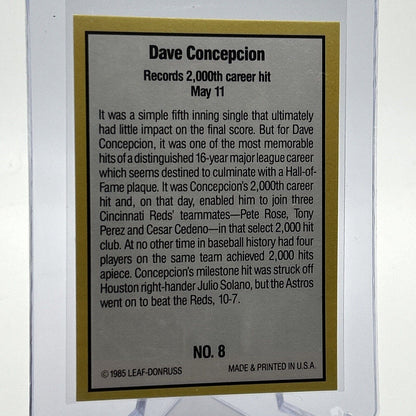 Dave Concepcion
Records 2,000th career hit
May 11
It was a simple fifth inning single that ultimately
had little impact on the final score. But for Dave
Concepcion, it was one of the most memorable
hits of a distinguished 16-year major league career
which seems destined to culminate with a Hall-of-
Fame plaque. It was Concepcion's 2,000th career
hit and, on that day, enabled him to join three
Cincinnati Reds' teammates—Pete Rose, Tony
Perez and Cesar Cedeno—in that select 2,000 hit
club. At no other time in baseball history had four
players on the same team achieved 2,000 hits
apiece. Concepcion's milestone hit was struck off
Houston right-hander Julio Solano, but the Astros
went on to beat the Reds, 10-7.
NO. 8
©1985 LEAF-DONRUSS MADE & PRINTED IN U.S.A.